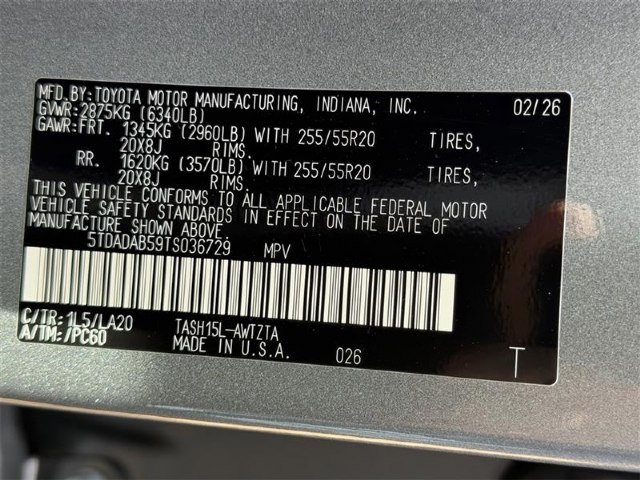 MFD. BY: TOYOTA MOTOR MANUFACTURING, INDIANA, INC. 02/26
GVWR: 2875KG (6340LB)
GAWR: FRT. 1345KG (2960LB) WITH 255/55R20 TIRES,
20X8J RIMS.
RR. 1620KG (3570LB) WITH 255/55R20 TIRES,
20X8J RIMS.
THIS VEHICLE CONFORMS TO ALL APPLICABLE FEDERAL MOTOR
VEHICLE SAFETY STANDARDS IN EFFECT ON THE DATE OF
MANUFACTURE SHOWN ABOVE.
5TDADAB59TS036729 MPV
C/TR: 1L5/LA20 TASH15L-AWTZTA
A/TM: /PC60 MADE IN U.S.A. 026 T